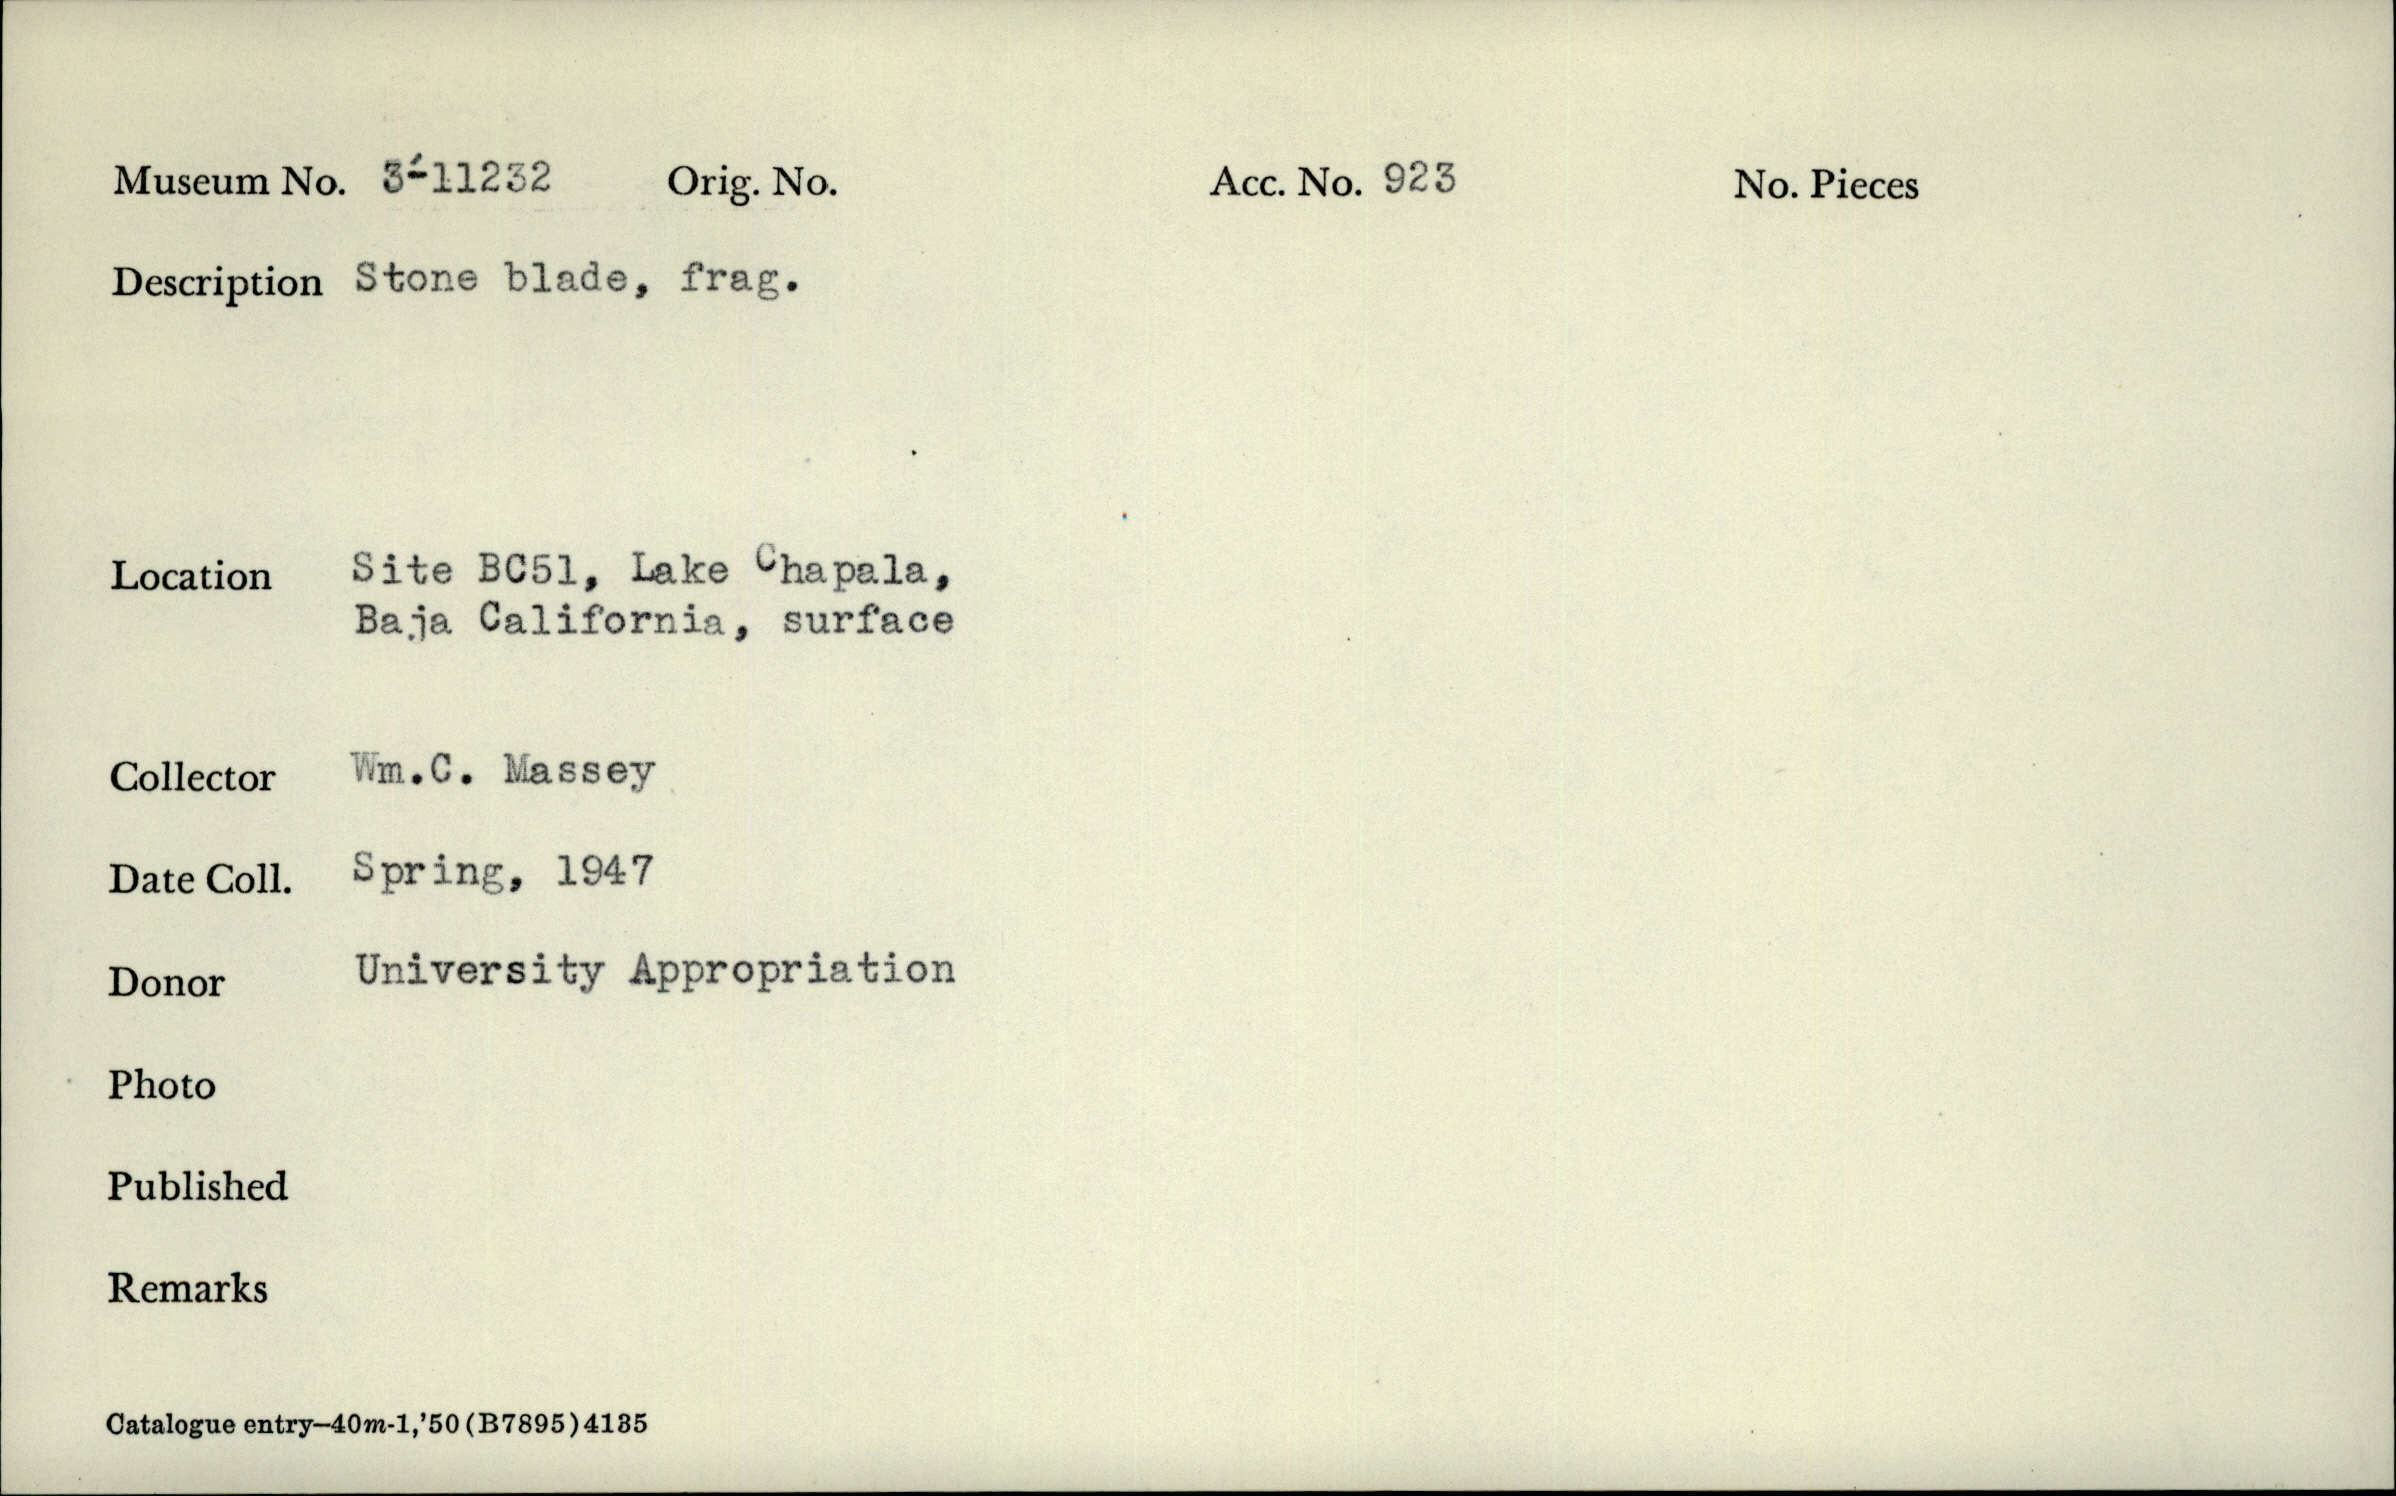 Museum No. 3-11232 Orig. No. Acc. No. 923 No. Pieces
Description Stone blade, frag.
Location Site BC51, Lake Chapala,
Baja California, surface
Collector Wm.C. Massey
Date Coll. Spring, 1947
Donor University Appropriation
Photo
Published
Remarks
Catalogue entry—40m-1,'50(B7895)4135